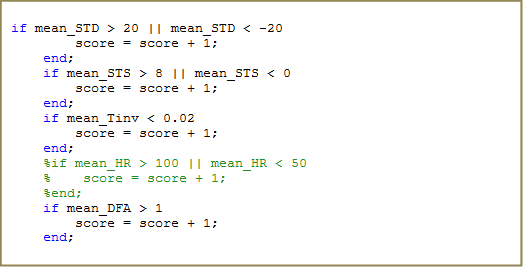 if mean_STD > 20 || mean_STD < -20
        score = score + 1;
    end;
    if mean_STS > 8 || mean_STS < 0
        score = score + 1;
    end;
    if mean_Tinv < 0.02
        score = score + 1;
    end;
    %if mean_HR > 100 || mean_HR < 50
    %    score = score + 1;
    %end;
    if mean_DFA > 1
        score = score + 1;
    end;